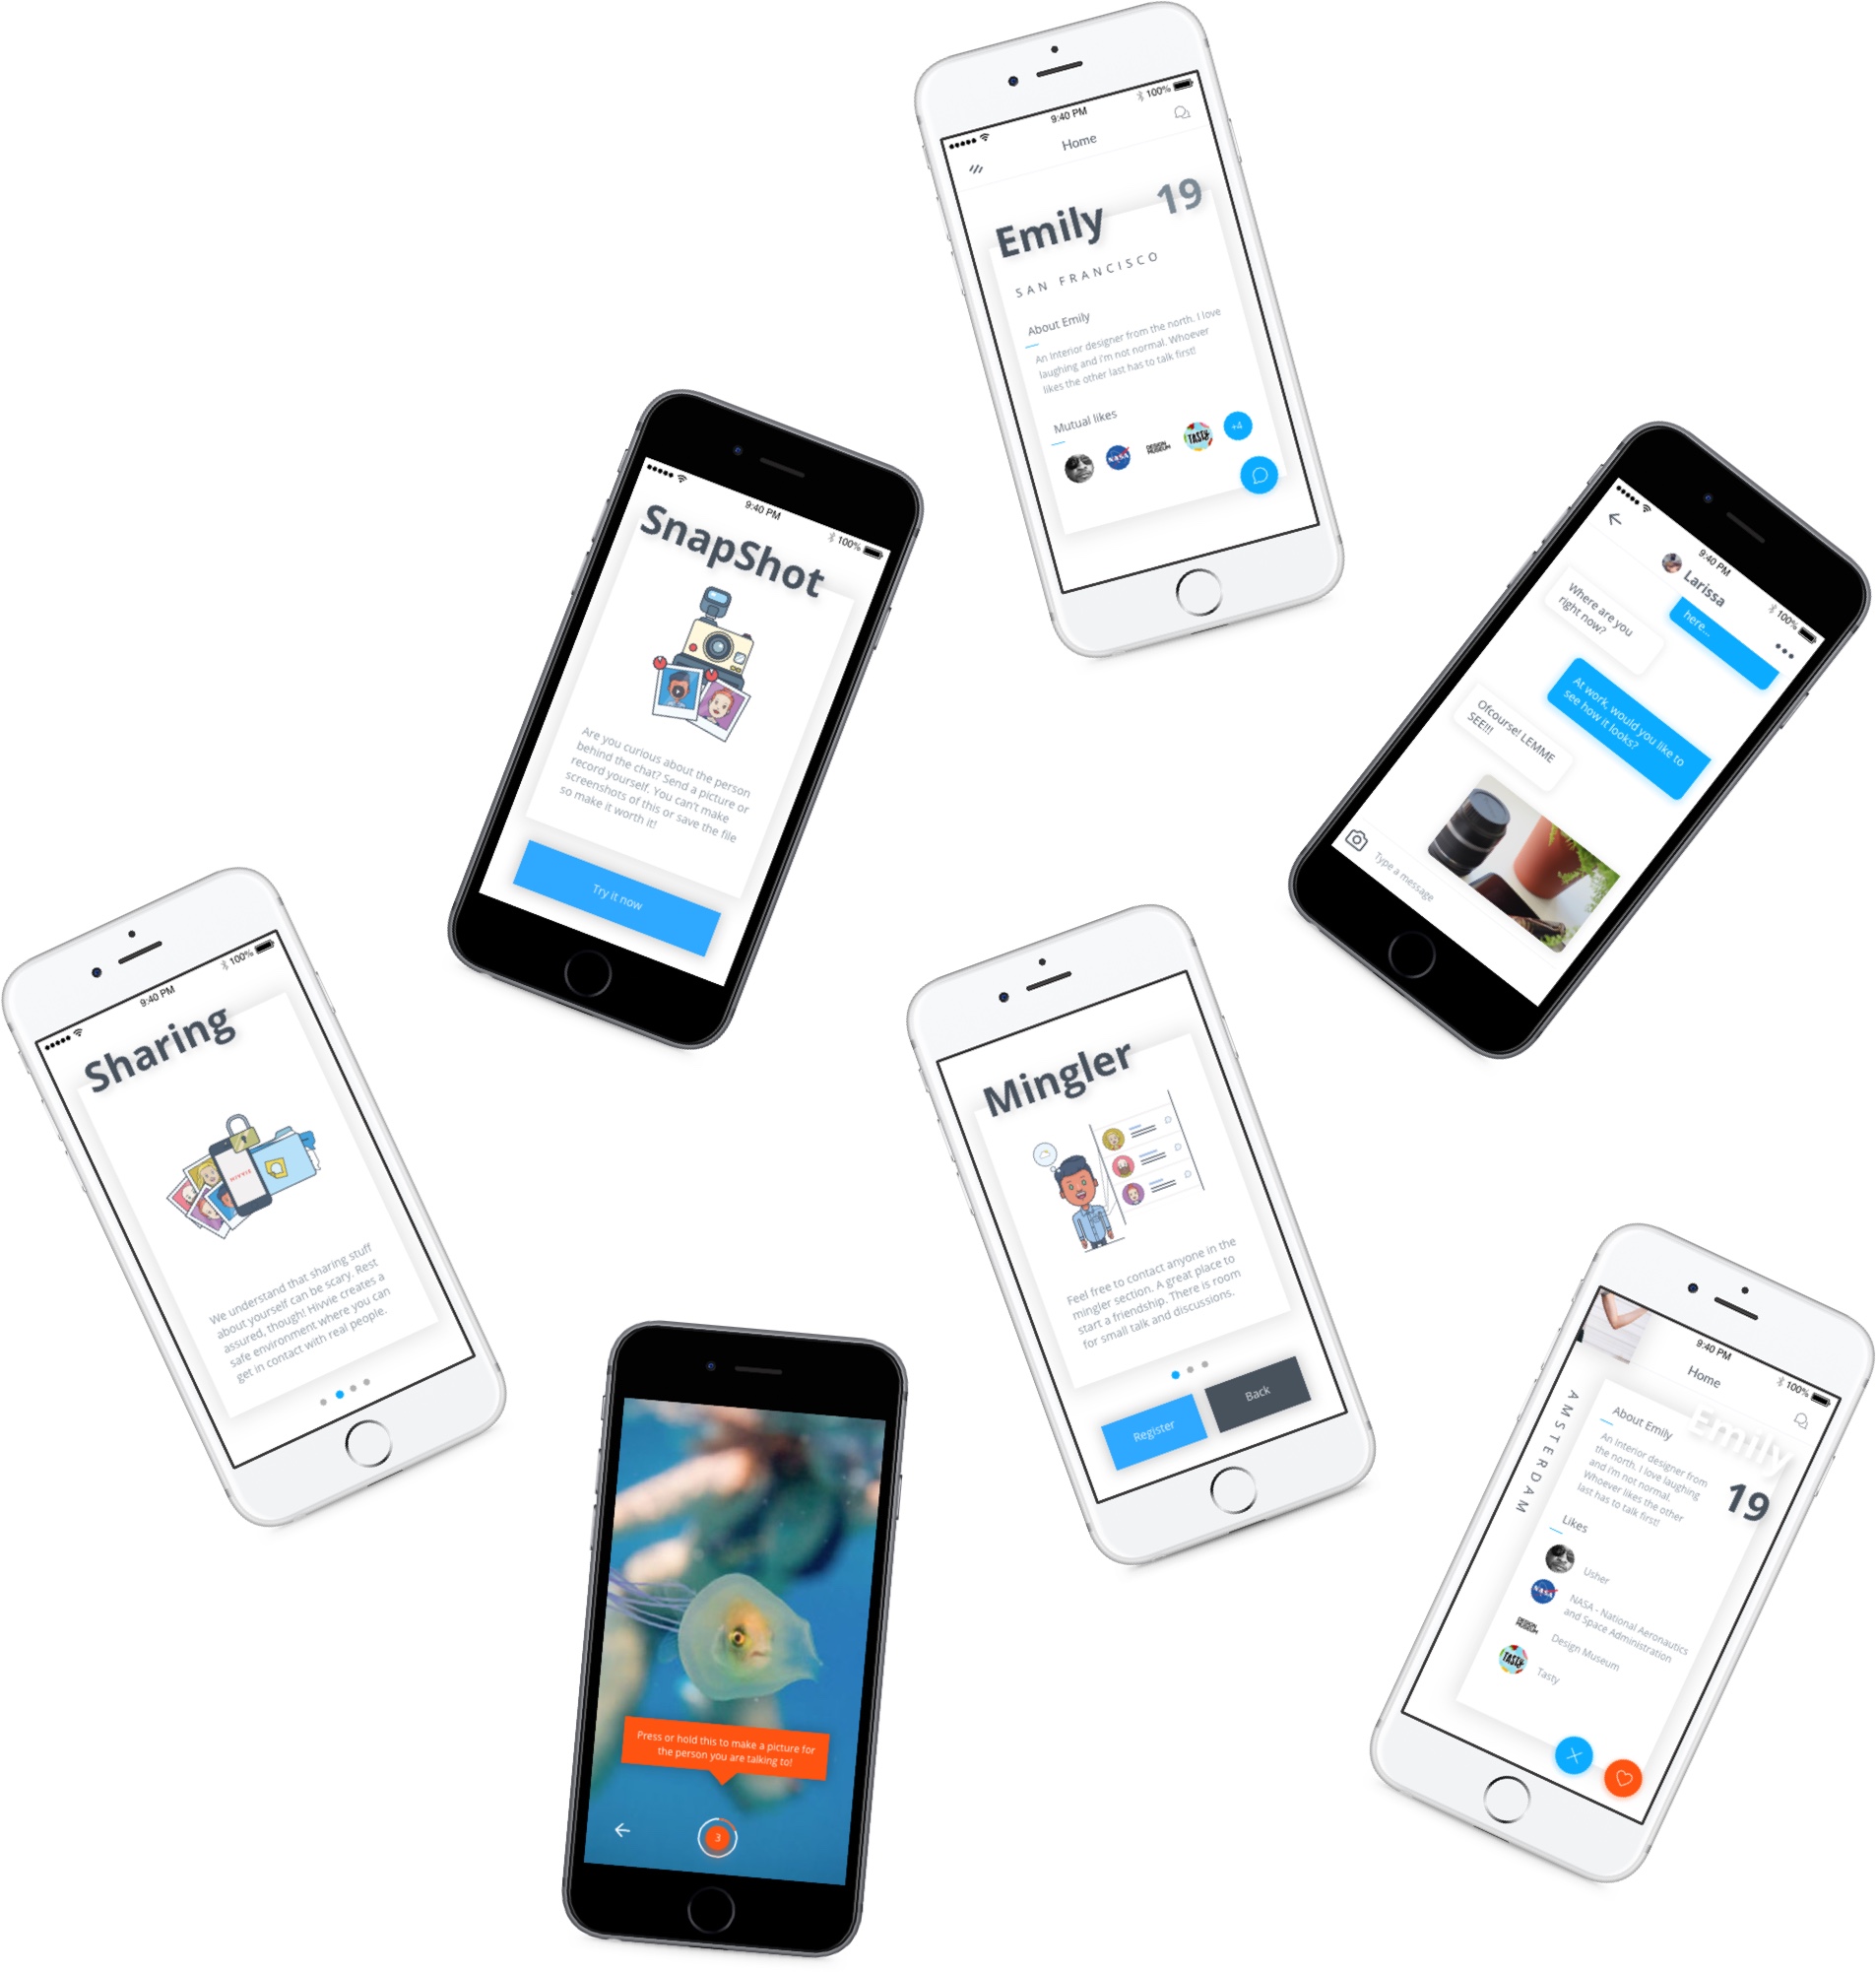 9:40 PM
100%
Home
Emily
19
SAN FRANCISCO
About Emily
An Interior designer from the north. I love
laughing and i'm not normal. Whoever
likes the other last has to talk first!
Mutual likes
NASA
DESIGN
MUSEUM
TASTY
+4
9:40 PM
100%
SnapShot
Are you curious about the person
behind the chat? Send a picture or
record yourself. You can't make
screenshots of this or save the file
so make it worth it!
Try it now
9:40 PM
100%
Larissa
here...
Where are you
right now?
At work, would you like to
see how it looks?
Ofcourse! LEMME
SEE!!!
Type a message
9:40 PM
100%
Sharing
HIVVIE
We understand that sharing stuff
about yourself can be scary. Rest
assured, though! Hivvie creates a
safe environment where you can
get in contact with real people.
Mingler
Feel free to contact anyone in the
mingler section. A great place to
start a friendship. There is room
for small talk and discussions.
Register
Back
Press or hold this to make a picture for
the person you are talking to!
3
9:40 PM
100%
Home
Emily
19
AMSTERDAM
About Emily
An Interior designer from
the north. I love laughing
and i'm not normal.
Whoever likes the other
last has to talk first!
Likes
Usher
NASA
NASA - National Aeronautics
and Space Administration
DESIGN
MUSEUM
Design Museum
TASTY
Tasty